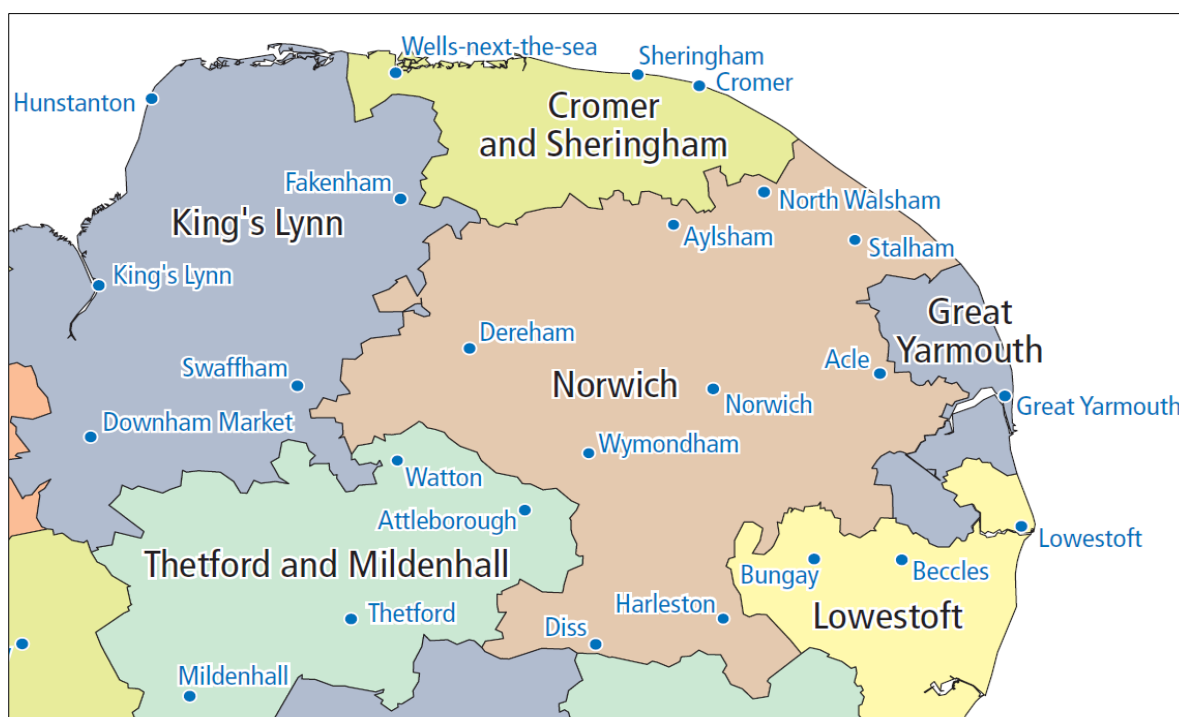 Wells-next-the-sea
Sheringham
Cromer
Hunstanton
Cromer
and Sheringham
Fakenham
North Walsham
King's Lynn
Aylsham
Stalham
King's Lynn
Great
Yarmouth
Dereham
Swaffham
Acle
Norwich
Norwich
Great Yarmouth
Downham Market
Wymondham
Watton
Attleborough
Lowestoft
Thetford and Mildenhall
Bungay
Beccles
Thetford
Harleston
Lowestoft
Diss
Mildenhall